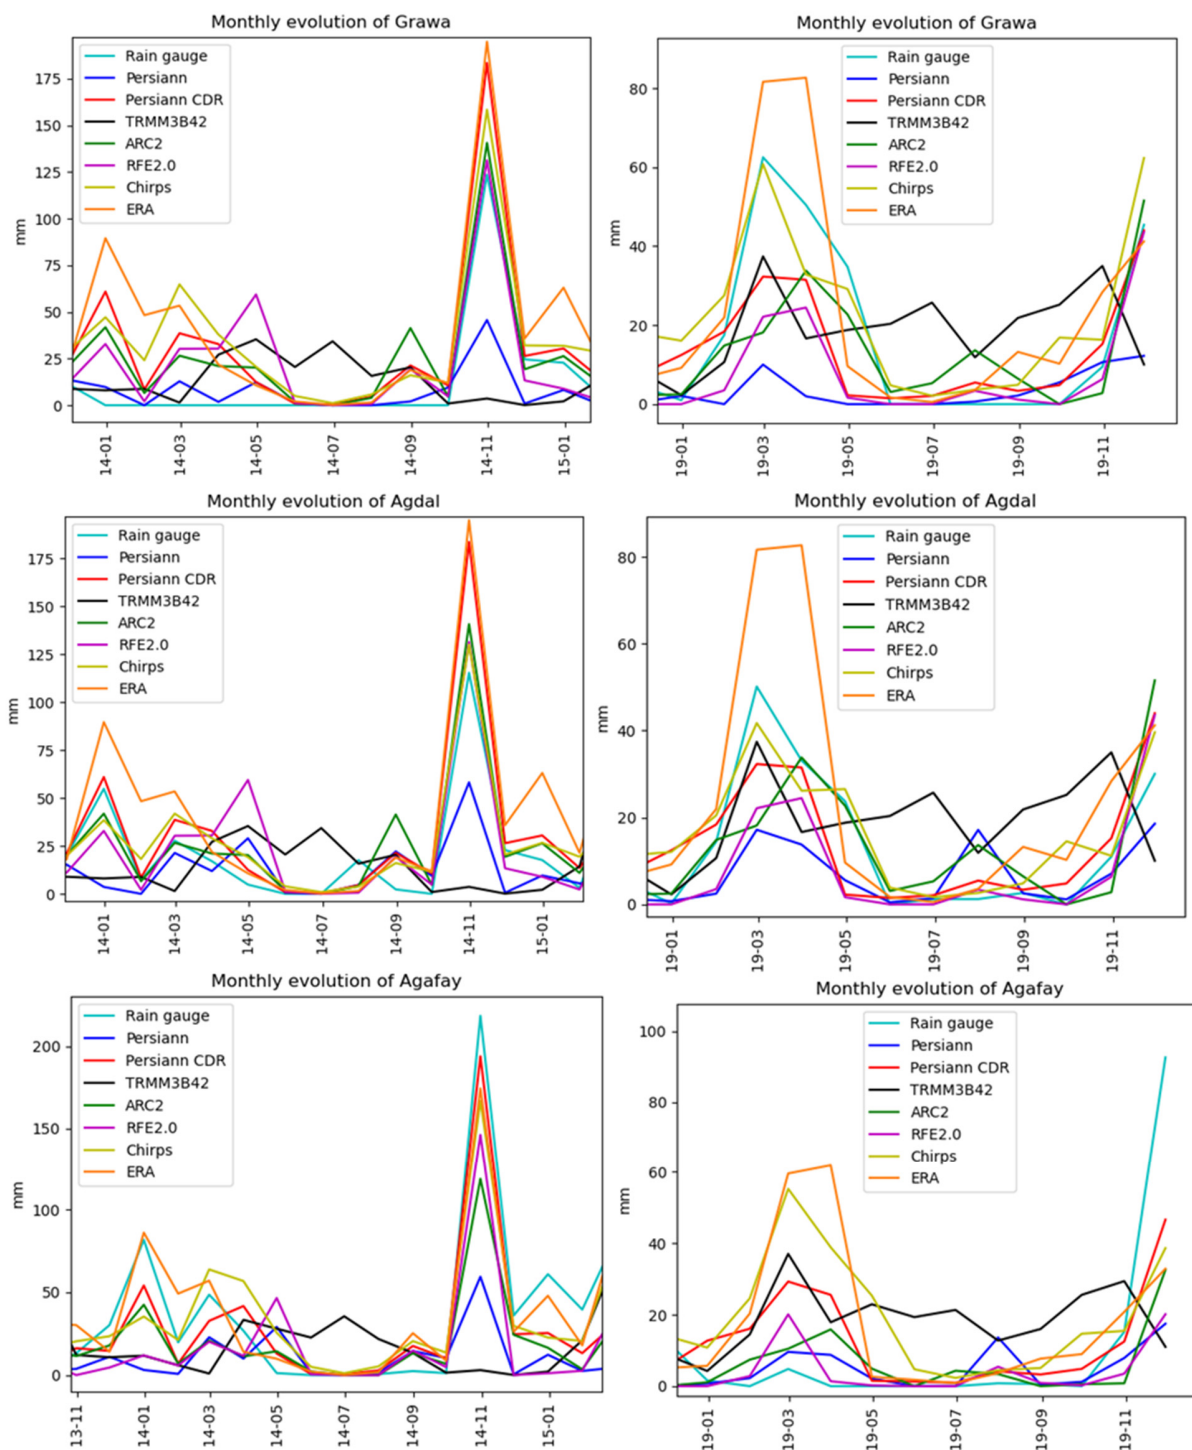 Monthly evolution of Grawa
175
150
125
100
75
50
25
0
mm
Rain gauge
Persiann
Persiann CDR
TRMM3B42
ARC2
RFE2.0
Chirps
ERA
14-01
14-03
14-05
14-07
14-09
14-11
15-01
Monthly evolution of Grawa
80
60
40
20
0
mm
Rain gauge
Persiann
Persiann CDR
TRMM3B42
ARC2
RFE2.0
Chirps
ERA
19-01
19-03
19-05
19-07
19-09
19-11
Monthly evolution of Agdal
175
150
125
100
75
50
25
0
mm
Rain gauge
Persiann
Persiann CDR
TRMM3B42
ARC2
RFE2.0
Chirps
ERA
14-01
14-03
14-05
14-07
14-09
14-11
15-01
Monthly evolution of Agdal
80
60
40
20
0
mm
Rain gauge
Persiann
Persiann CDR
TRMM3B42
ARC2
RFE2.0
Chirps
ERA
19-01
19-03
19-05
19-07
19-09
19-11
Monthly evolution of Agafay
200
150
100
50
0
mm
Rain gauge
Persiann
Persiann CDR
TRMM3B42
ARC2
RFE2.0
Chirps
ERA
13-11
14-01
14-03
14-05
14-07
14-09
14-11
15-01
Monthly evolution of Agafay
100
80
60
40
20
0
mm
Rain gauge
Persiann
Persiann CDR
TRMM3B42
ARC2
RFE2.0
Chirps
ERA
19-01
19-03
19-05
19-07
19-09
19-11